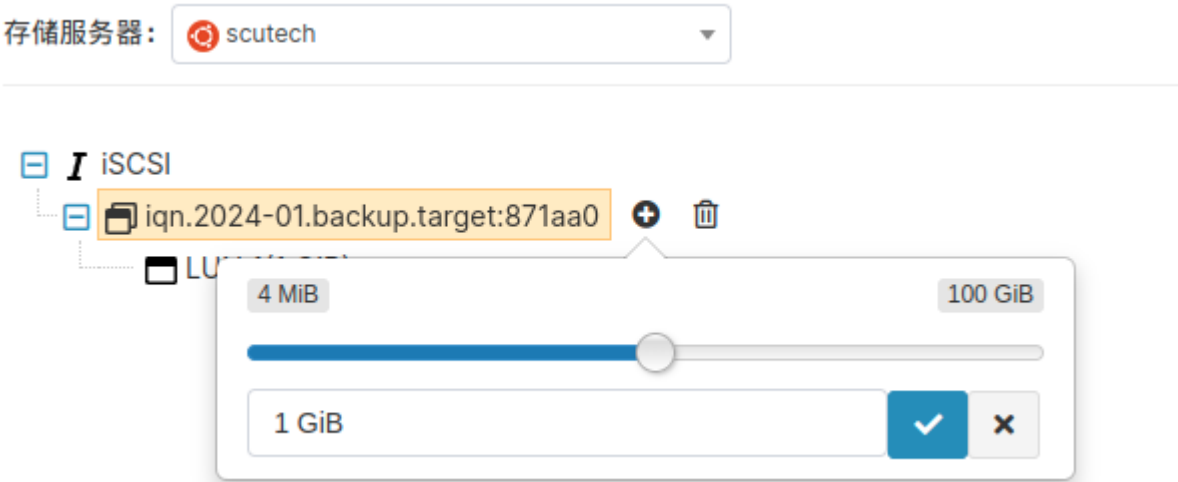 存储服务器：
scutech
iSCSI
iqn.2024-01.backup.target:871aa0
4 MiB
100 GiB
1 GiB